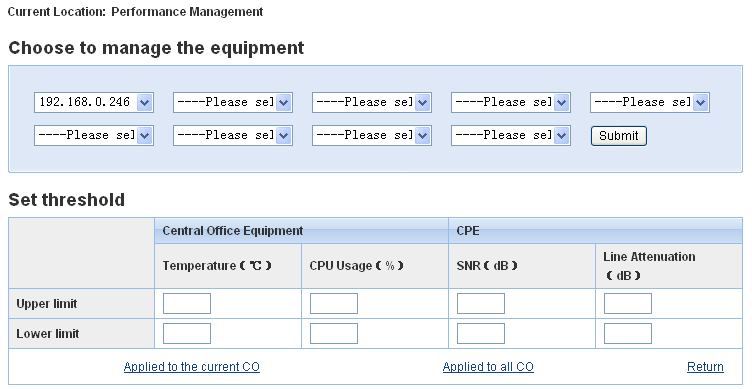 Current Location: Performance Management
Choose to manage the equipment
192.168.0.246 ----Please sel ----Please sel ----Please sel ----Please sel
----Please sel ----Please sel ----Please sel ----Please sel Submit
Set threshold
Central Office Equipment CPE
Temperature（℃） CPU Usage（%） SNR（dB） Line Attenuation
（dB）
Upper limit
Lower limit
Applied to the current CO Applied to all CO Return